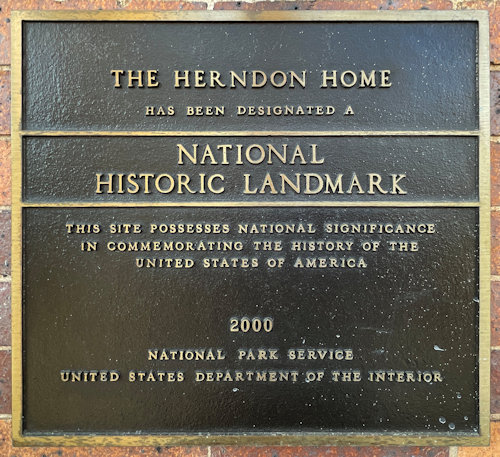 THE HERNDON HOME
HAS BEEN DESIGNATED A
NATIONAL
HISTORIC LANDMARK
THIS SITE POSSESSES NATIONAL SIGNIFICANCE
IN COMMEMORATING THE HISTORY OF THE
UNITED STATES OF AMERICA
2000
NATIONAL PARK SERVICE
UNITED STATES DEPARTMENT OF THE INTERIOR